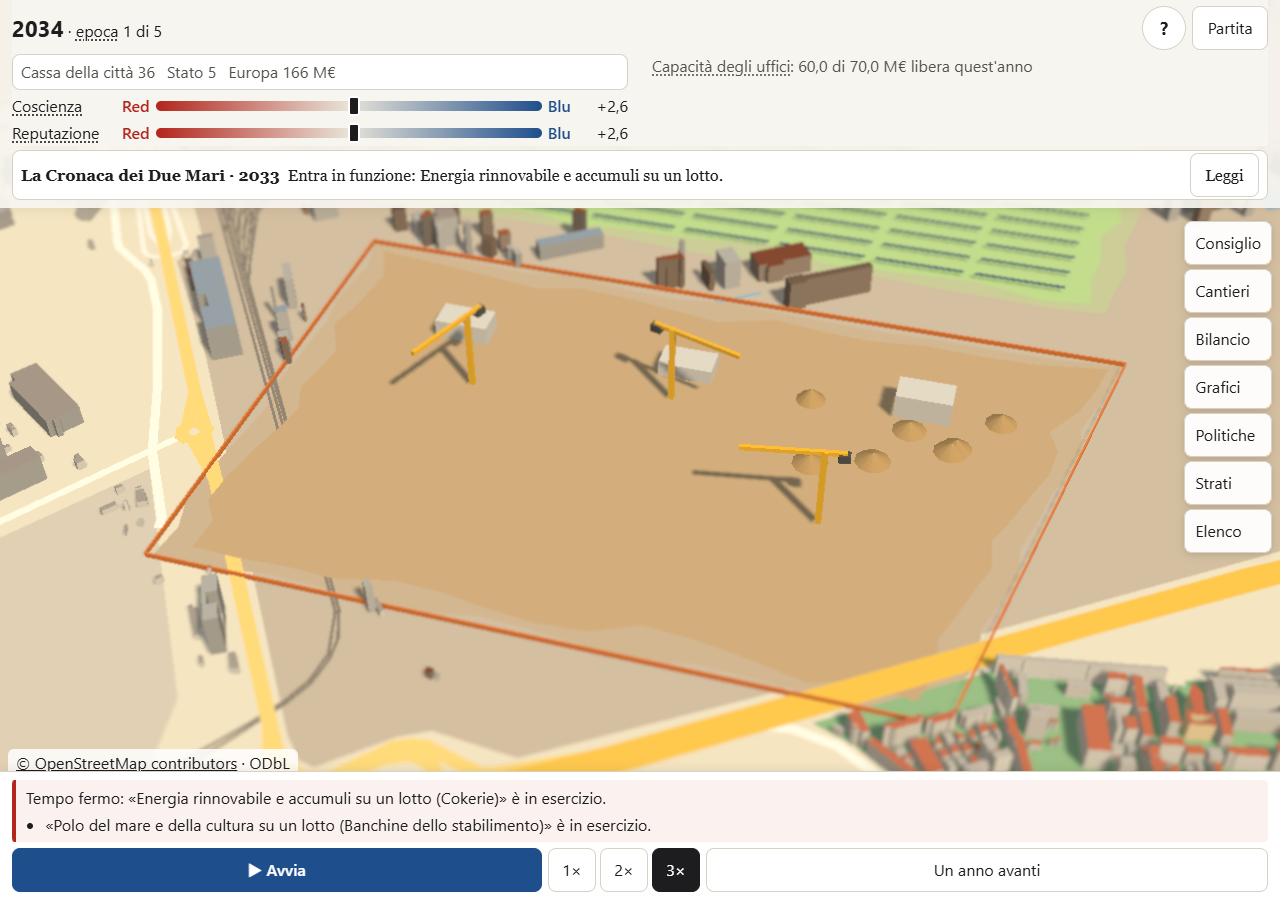 2034 · epoca 1 di 5
?
Partita
Cassa della città 36 Stato 5 Europa 166 M€
Capacità degli uffici: 60,0 di 70,0 M€ libera quest'anno
Coscienza Red Blu +2,6
Reputazione Red Blu +2,6
La Cronaca dei Due Mari · 2033 Entra in funzione: Energia rinnovabile e accumuli su un lotto.
Leggi
Consiglio
Cantieri
Bilancio
Grafici
Politiche
Strati
Elenco
© OpenStreetMap contributors · ODbL
Tempo fermo: «Energia rinnovabile e accumuli su un lotto (Cokerie)» è in esercizio.
• «Polo del mare e della cultura su un lotto (Banchine dello stabilimento)» è in esercizio.
▶ Avvia 1× 2× 3× Un anno avanti